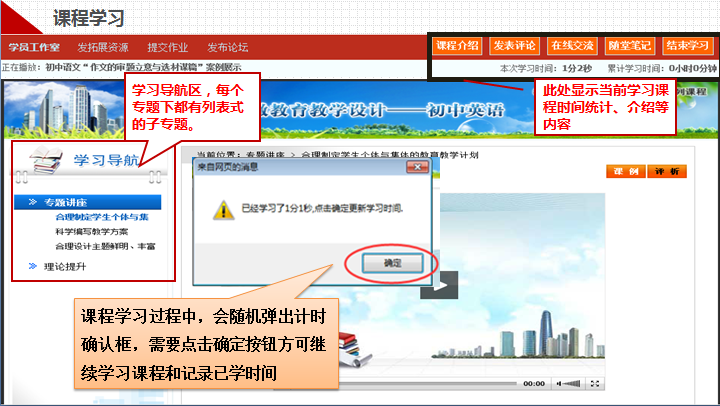 课程学习
学员工作室 发拓展资源 提交作业 发布论坛
课程介绍 发表评论 在线交流 随堂笔记 结束学习
正在播放：初中语文“作文的审题立意与选材谋篇”案例展示
本次学习时间：1分2秒 累计学习时间：0小时0分钟
学习导航区，每个
专题下都有列表式
的子专题。
此处显示当前学习课
程时间统计、介绍等
内容
教育教学设计——初中英语
课程
学习导航
专题讲座
合理制定学生个体与集
科学编写教学方案
合理设计主题鲜明、丰富
理论提升
当前位置：专题讲座 > 合理制定学生个体与集体的教育教学计划
课 例 评 析
来自网页的消息
已经学习了1分1秒,点击确定更新学习时间.
确定
课程学习过程中，会随机弹出计时
确认框，需要点击确定按钮方可继
续学习课程和记录已学时间
00:00